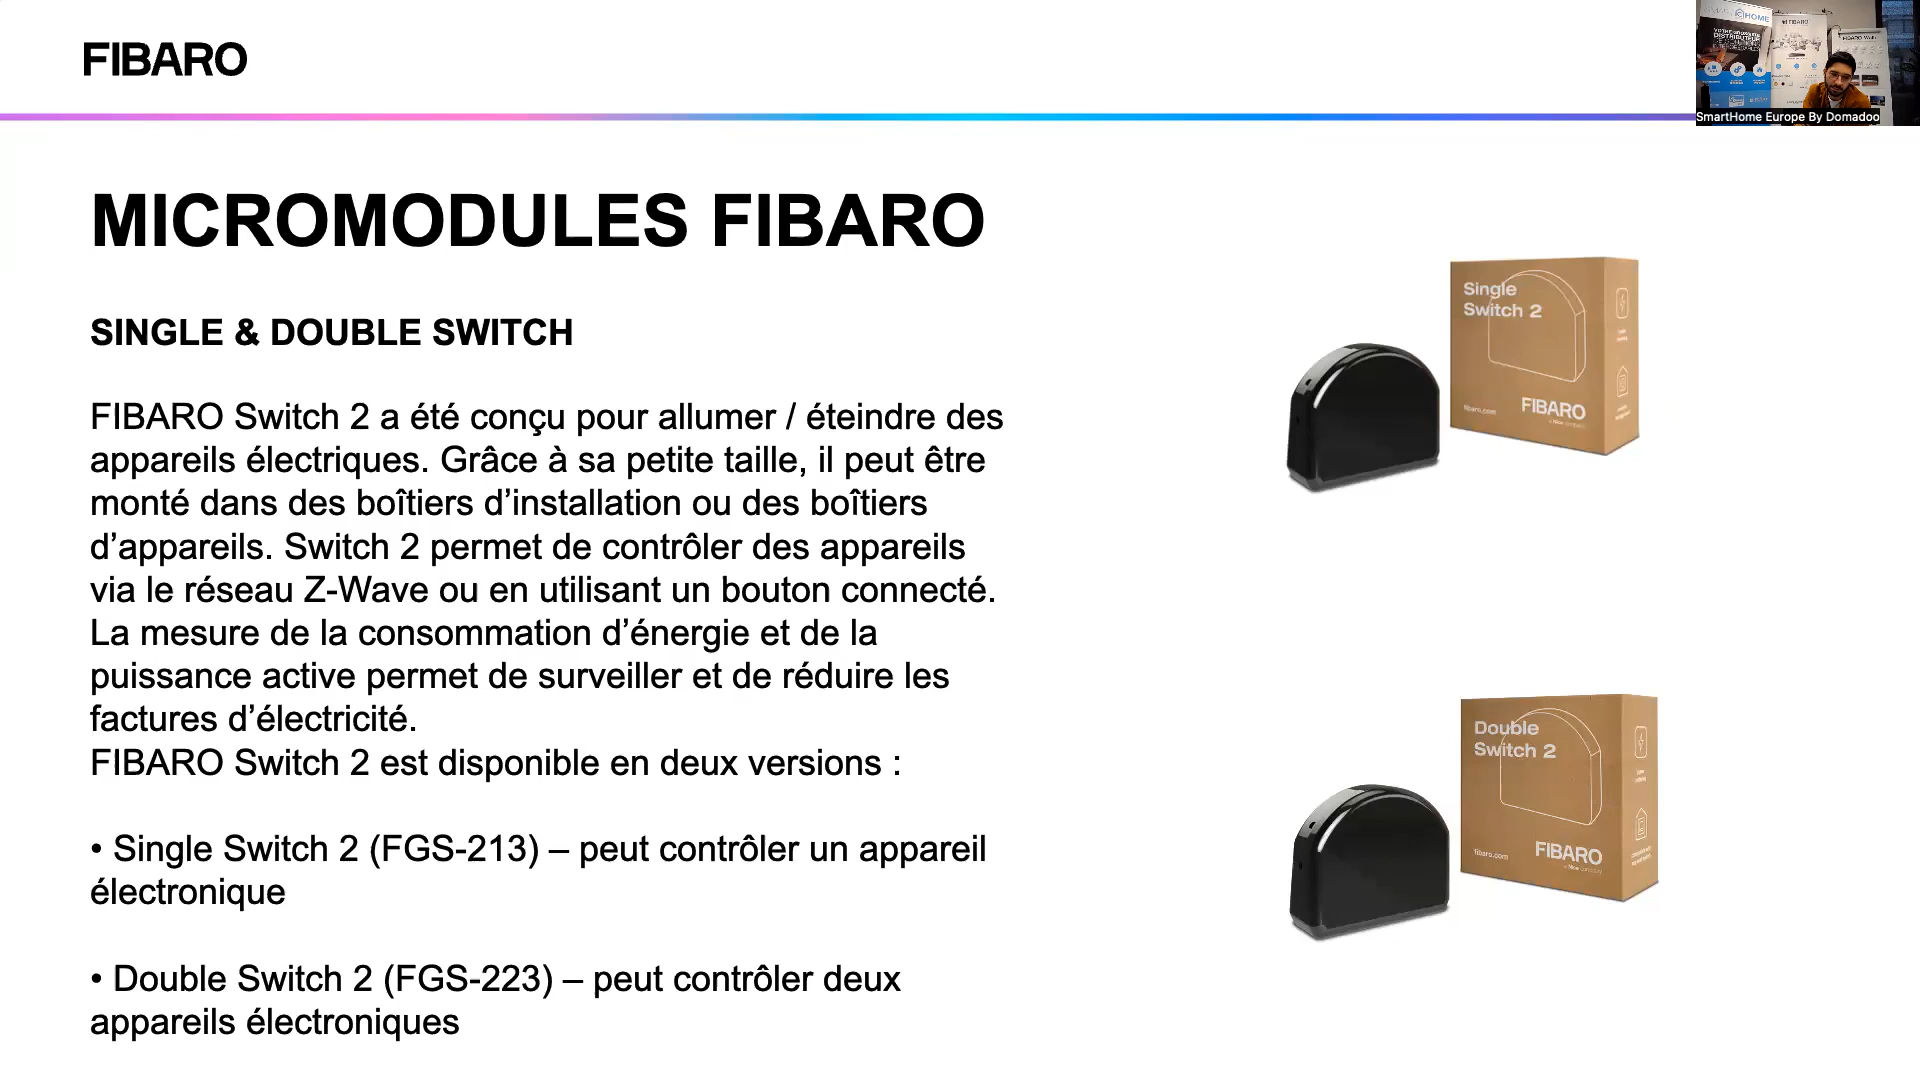 FIBARO
SmartHome Europe By Domadoo
MICROMODULES FIBARO
SINGLE & DOUBLE SWITCH
FIBARO Switch 2 a été conçu pour allumer / éteindre des
appareils électriques. Grâce à sa petite taille, il peut être
monté dans des boîtiers d’installation ou des boîtiers
d’appareils. Switch 2 permet de contrôler des appareils
via le réseau Z-Wave ou en utilisant un bouton connecté.
La mesure de la consommation d’énergie et de la
puissance active permet de surveiller et de réduire les
factures d’électricité.
FIBARO Switch 2 est disponible en deux versions :
• Single Switch 2 (FGS-213) – peut contrôler un appareil
électronique
• Double Switch 2 (FGS-223) – peut contrôler deux
appareils électroniques
Single
Switch 2
fibaro.com
FIBARO
Double
Switch 2
fibaro.com
FIBARO
a Nice company
HOME
VOTRE
DISTRIBUTEUR
FIBARO